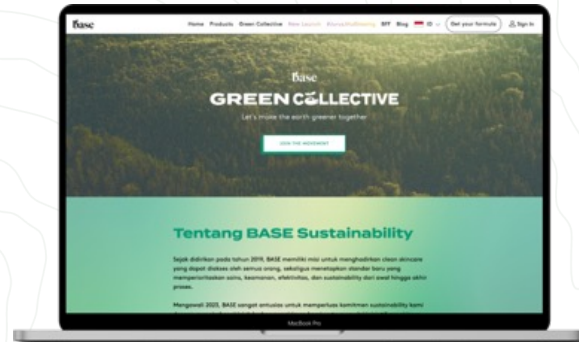 Base
Home Products Green Collective New Launch #SensesMultiverity BFF Blog ID Get your formula Sign In
Base
GREEN COLLECTIVE
Let's make the earth greener together
JOIN THE MOVEMENT
Tentang BASE Sustainability
Sejak didirikan pada tahun 2019, BASE memiliki misi untuk menghadirkan clean skincare
yang dapat diakses oleh semua orang, sekaligus menetapkan standar baru yang
memprioritaskan sains, keamanan, efektivitas, dan sustainability dari awal hingga akhir
proses.
Mengawali 2023, BASE sangat antusias untuk memperluas komitmen sustainability kami
MacBook Pro